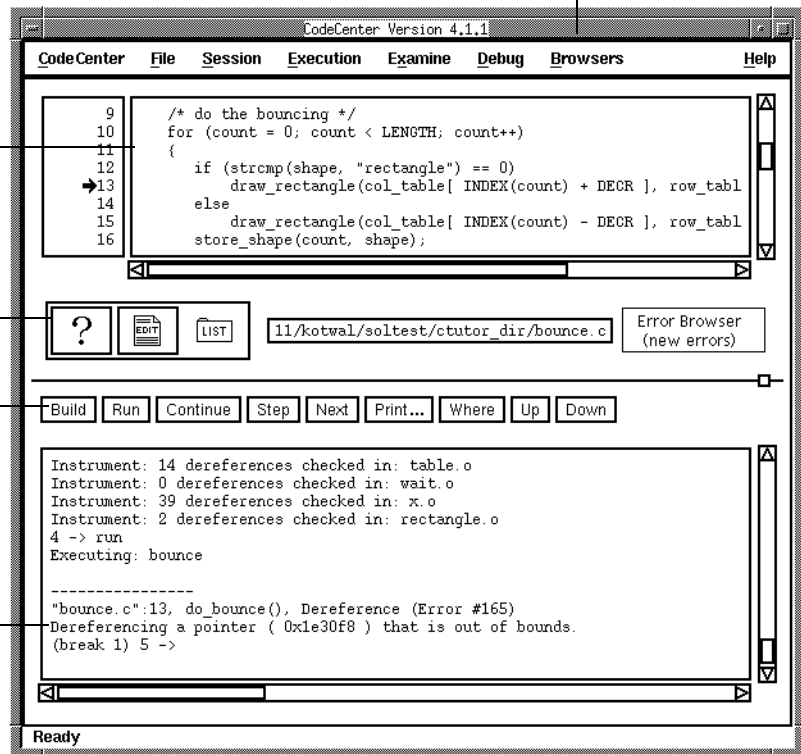 CodeCenter Version 4.1.1
CodeCenter File Session Execution Examine Debug Browsers Help
9 /* do the bouncing */
10 for (count = 0; count < LENGTH; count++)
11 {
12 if (strcmp(shape, "rectangle") == 0)
13 draw_rectangle(col_table[ INDEX(count) + DECR ], row_tabl
14 else
15 draw_rectangle(col_table[ INDEX(count) - DECR ], row_tabl
16 store_shape(count, shape);
? EDIT LIST 11/kotwal/soltest/ctutor_dir/bounce.c Error Browser
(new errors)
Build Run Continue Step Next Print... Where Up Down
Instrument: 14 dereferences checked in: table.o
Instrument: 0 dereferences checked in: wait.o
Instrument: 39 dereferences checked in: x.o
Instrument: 2 dereferences checked in: rectangle.o
4 -> run
Executing: bounce
----------------
"bounce.c":13, do_bounce(), Dereference (Error #165)
Dereferencing a pointer ( 0x1e30f8 ) that is out of bounds.
(break 1) 5 ->
Ready